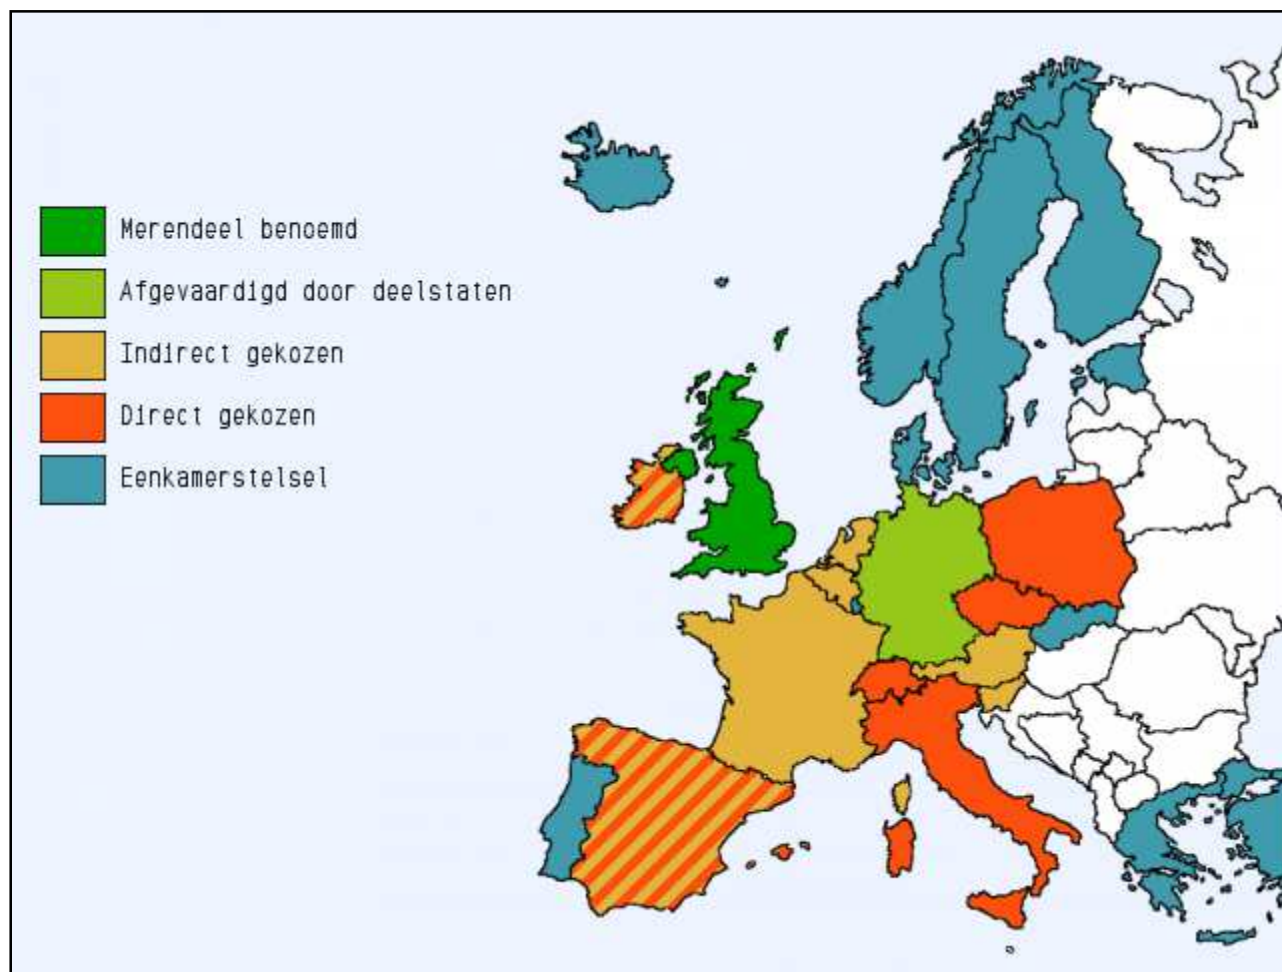 Merendeel benoemd
Afgevaardigd door deelstaten
Indirect gekozen
Direct gekozen
Eenkamerstelsel